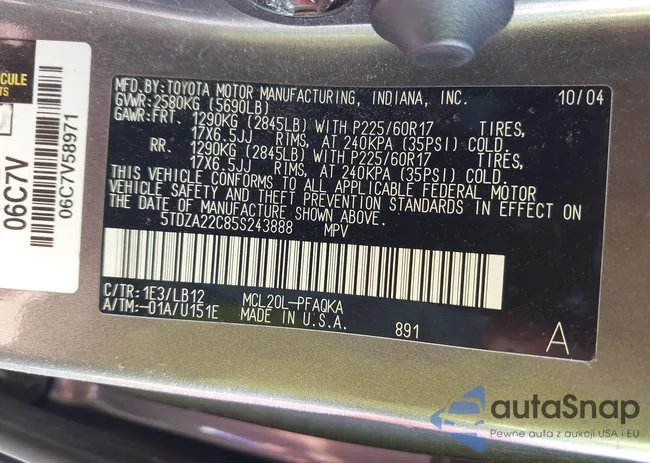 CULE
TS
06C7V
06C7V58971
MFD.BY:TOYOTA MOTOR MANUFACTURING, INDIANA, INC. 10/04
GVWR:2580KG (5690LB)
GAWR:FRT. 1290KG (2845LB) WITH P225/60R17 TIRES,
17X6.5JJ RIMS, AT 240KPA (35PSI) COLD.
RR. 1290KG (2845LB) WITH P225/60R17 TIRES,
17X6.5JJ RIMS, AT 240KPA (35PSI) COLD.
THIS VEHICLE CONFORMS TO ALL APPLICABLE FEDERAL MOTOR
VEHICLE SAFETY AND THEFT PREVENTION STANDARDS IN EFFECT ON
THE DATE OF MANUFACTURE SHOWN ABOVE.
5TDZA22C85S243888 MPV
C/TR:1E3/LB12 MCL20L-PFAQKA
A/TM:-01A/U151E MADE IN U.S.A. 891
A
autaSnap
Pewne auta z aukcji USA i EU